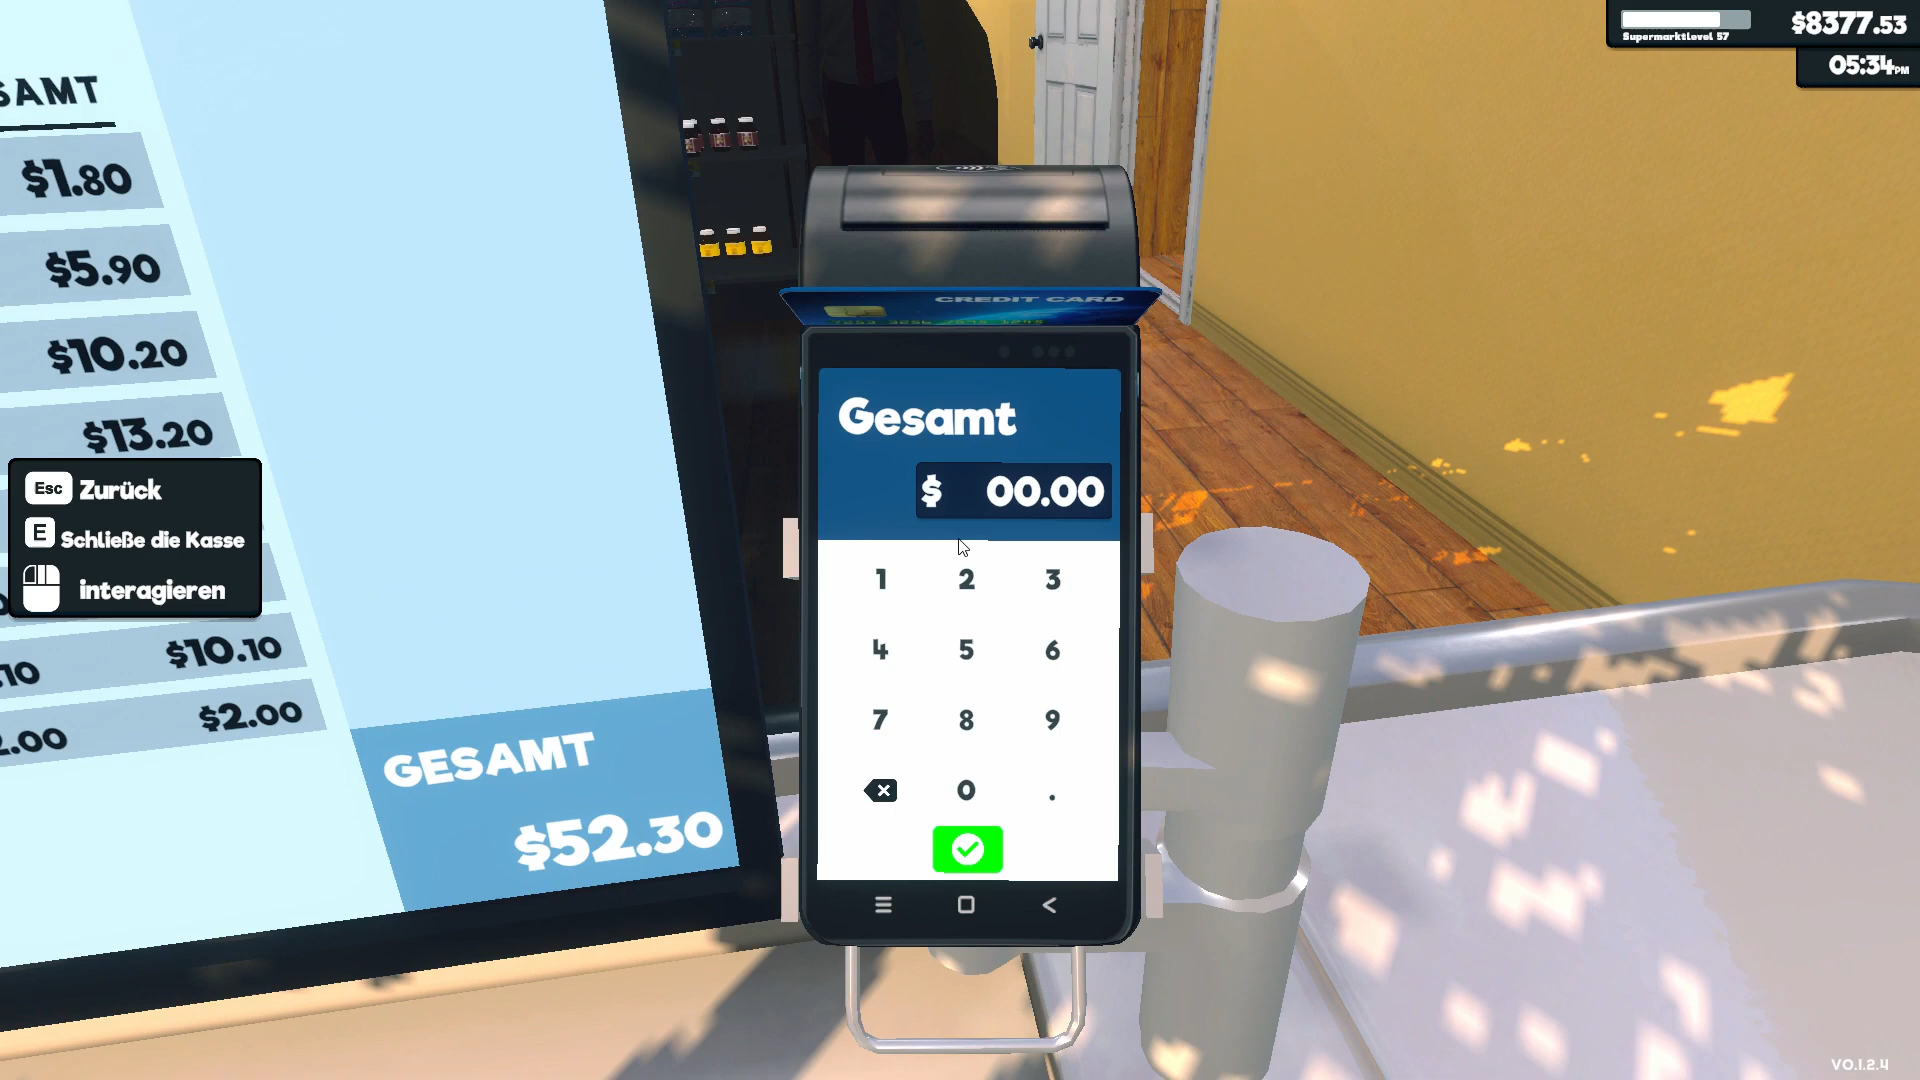 $8377.53
Supermarktlevel 57
05:34PM
SAMT
$1.80
$5.90
$10.20
$13.20
Esc Zurück
E Schließe die Kasse
interagieren
.10 $10.10
2.00 $2.00
GESAMT
$52.30
CREDIT CARD
Gesamt
$ 00.00
1 2 3
4 5 6
7 8 9
0 .
V0.1.2.4